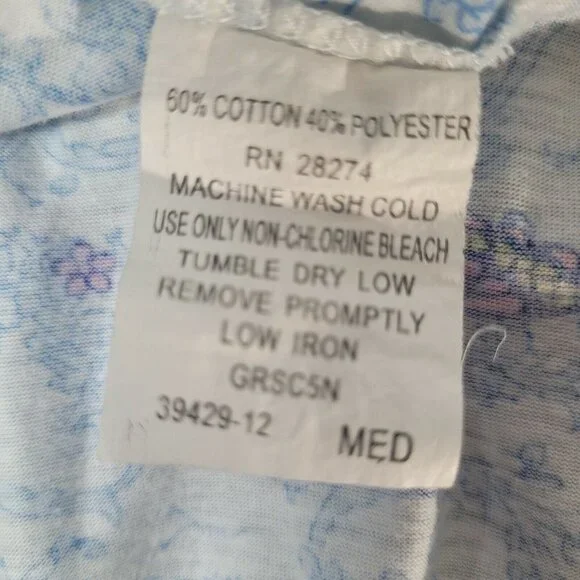 60% COTTON 40% POLYESTER
RN 28274
MACHINE WASH COLD
USE ONLY NON-CHLORINE BLEACH
TUMBLE DRY LOW
REMOVE PROMPTLY
LOW IRON
GRSC5N
39429-12
MED